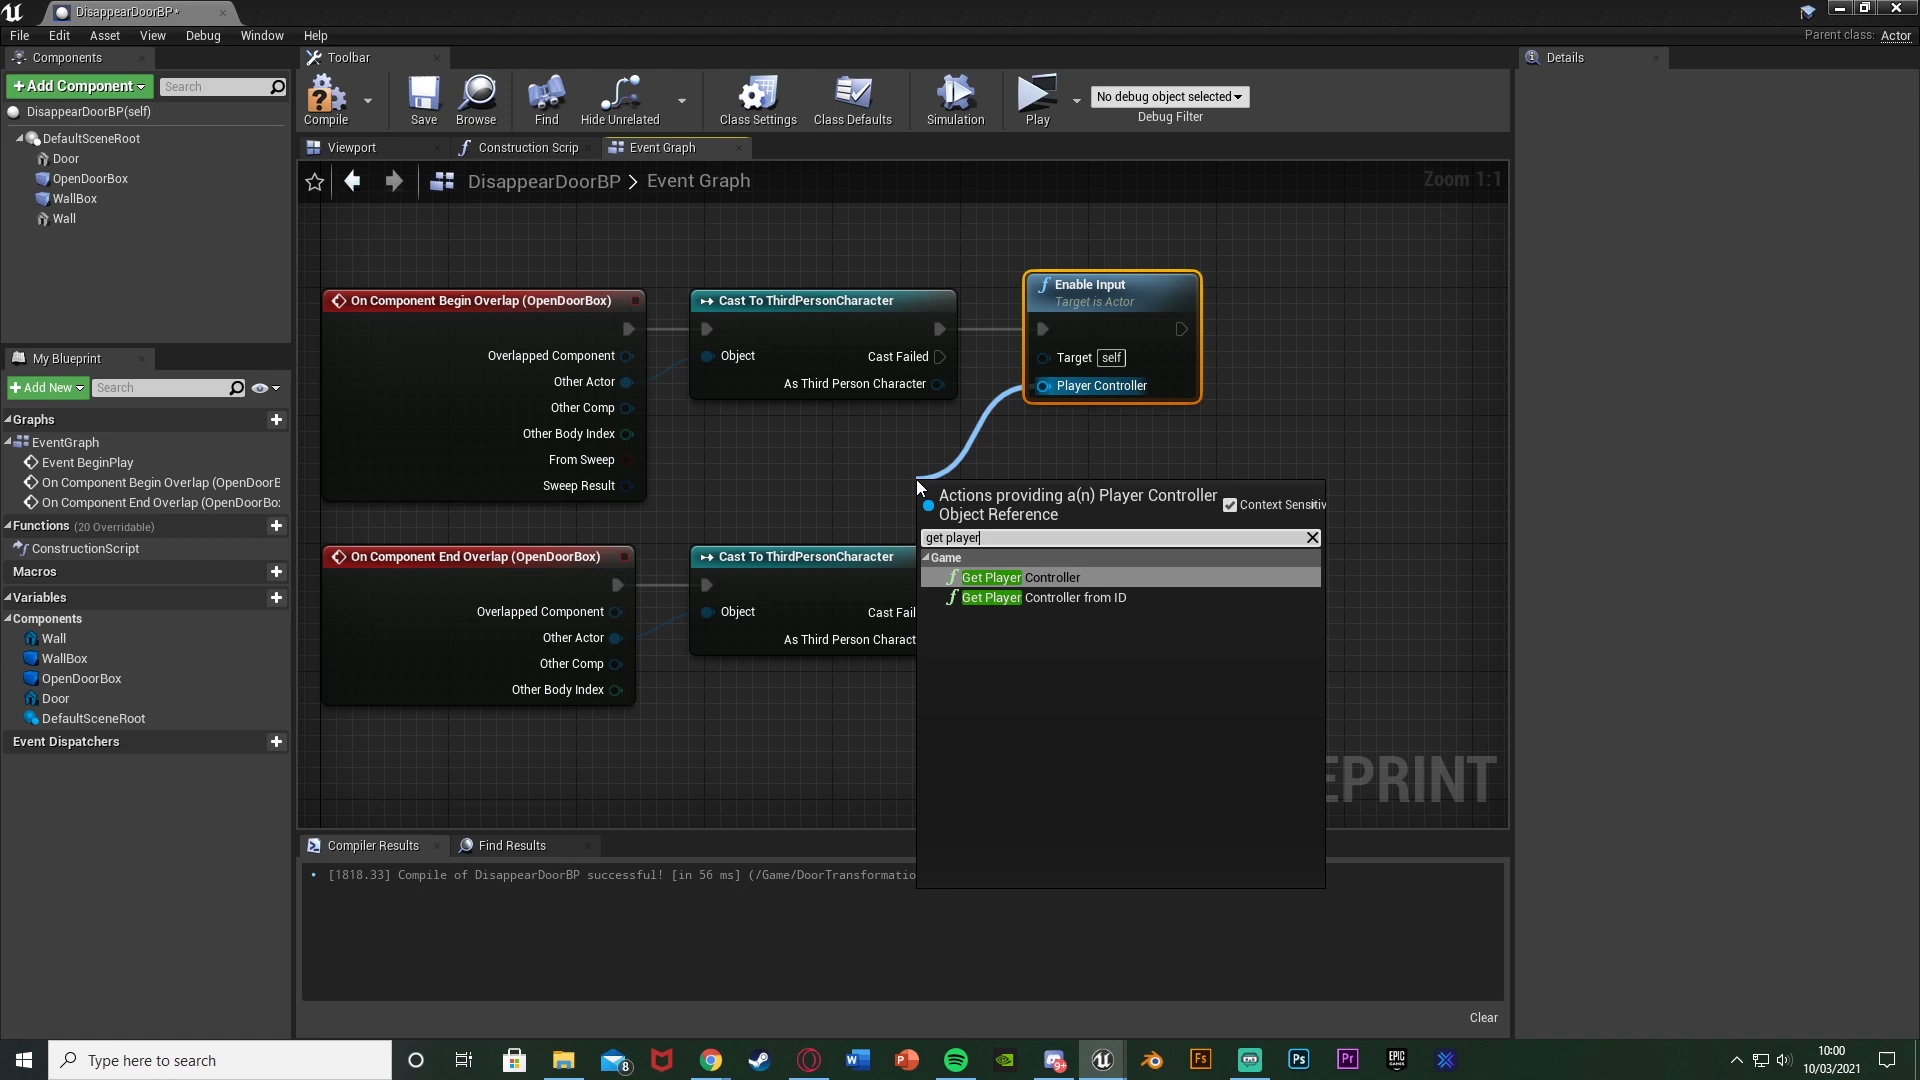 DisappearDoorBP*
File Edit Asset View Debug Window Help
Parent class: Actor
Components
+Add Component
Search
DisappearDoorBP(self)
DefaultSceneRoot
Door
OpenDoorBox
WallBox
Wall
Toolbar
Compile
Save
Browse
Find
Hide Unrelated
Class Settings
Class Defaults
Simulation
Play
No debug object selected
Debug Filter
Details
Viewport
Construction Scrip
Event Graph
DisappearDoorBP > Event Graph
Zoom 1:1
My Blueprint
+Add New
Search
Graphs
EventGraph
Event BeginPlay
On Component Begin Overlap (OpenDoorB
On Component End Overlap (OpenDoorBo
Functions (20 Overridable)
ConstructionScript
Macros
Variables
Components
Wall
WallBox
OpenDoorBox
Door
DefaultSceneRoot
Event Dispatchers
On Component Begin Overlap (OpenDoorBox)
Overlapped Component
Other Actor
Other Comp
Other Body Index
From Sweep
Sweep Result
Cast To ThirdPersonCharacter
Object
Cast Failed
As Third Person Character
Enable Input
Target is Actor
Target self
Player Controller
On Component End Overlap (OpenDoorBox)
Overlapped Component
Other Actor
Other Comp
Other Body Index
Cast To ThirdPersonCharacter
Object
Cast Fail
As Third Person Charact
Actions providing a(n) Player Controller
Object Reference
Context Sensitiv
get player
Game
Get Player Controller
Get Player Controller from ID
EPRINT
Compiler Results
Find Results
[1818.33] Compile of DisappearDoorBP successful! [in 56 ms] (/Game/DoorTransformatio
Clear
Type here to search
8
9+
10:00
10/03/2021